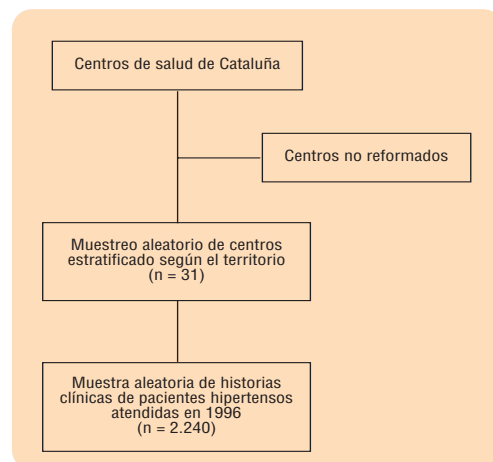 Centros de salud de Cataluña
Centros no reformados
Muestreo aleatorio de centros
estratificado según el territorio
(n = 31)
Muestra aleatoria de historias
clínicas de pacientes hipertensos
atendidas en 1996
(n = 2.240)